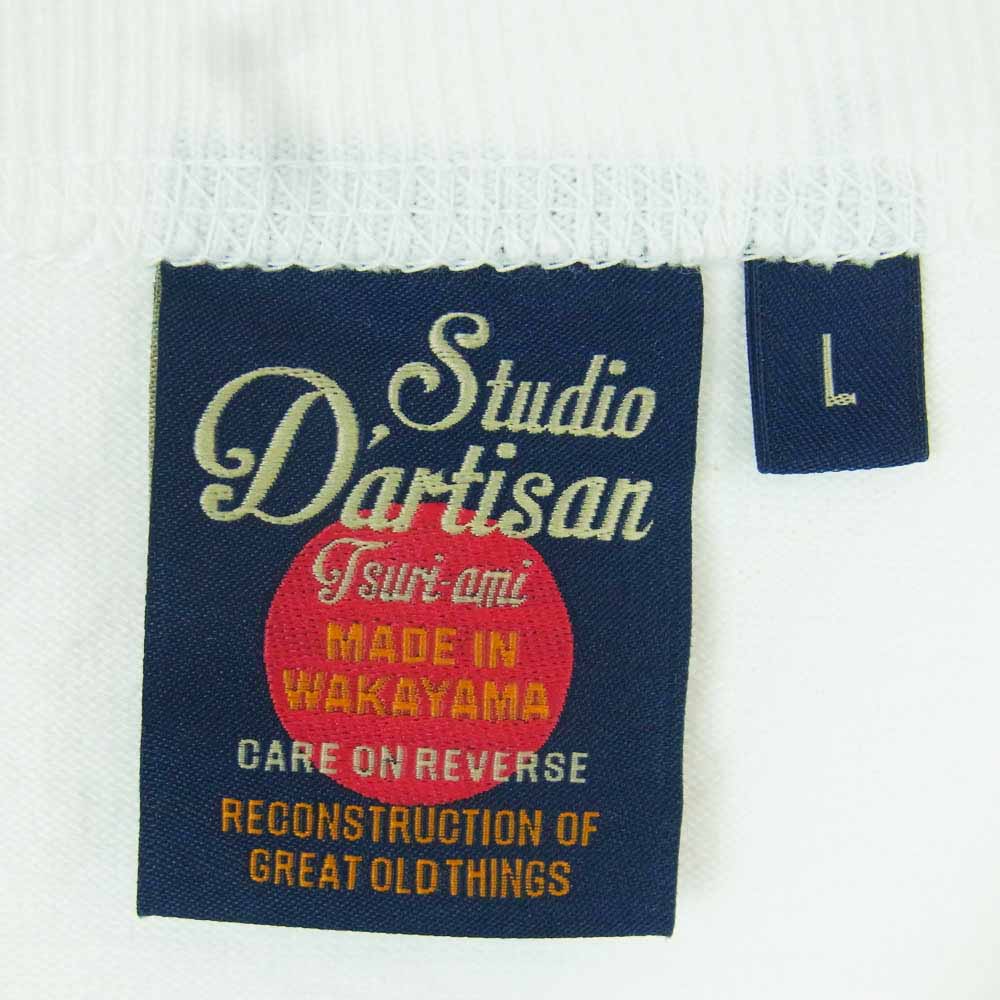 Studio
D'artisan
Tsuri-ami
MADE IN
WAKAYAMA
CARE ON REVERSE
RECONSTRUCTION OF
GREAT OLD THINGS
L